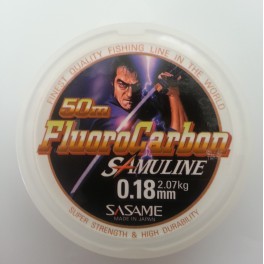 FINEST QUALITY FISHING LINE IN THE WORLD
50m
FluoroCarbon
SAMULINE
0.18mm 2.07kg
SASAME
MADE IN JAPAN
SUPER STRENGTH & HIGH DURABILITY